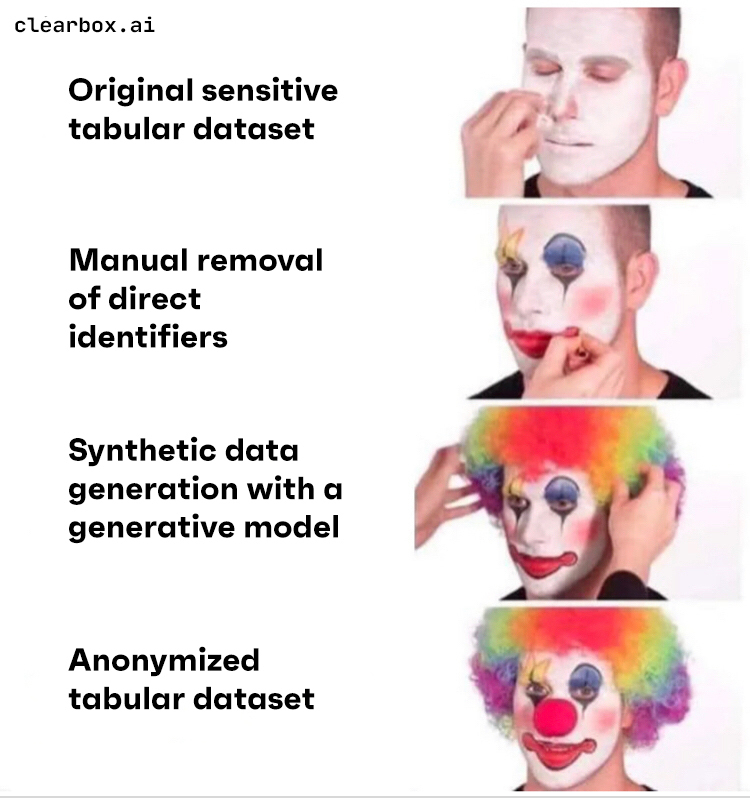 clearbox.ai
Original sensitive
tabular dataset
Manual removal
of direct
identifiers
Synthetic data
generation with a
generative model
Anonymized
tabular dataset